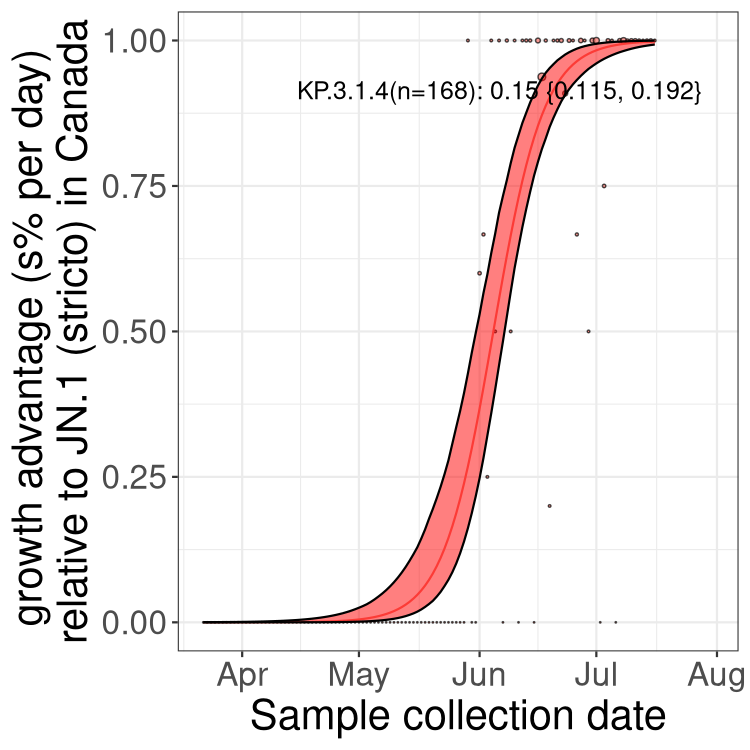 growth advantage (s% per day)
relative to JN.1 (stricto) in Canada
1.00
0.75
0.50
0.25
0.00
KP.3.1.4(n=168): 0.15 {0.115, 0.192}
Apr May Jun Jul Aug
Sample collection date